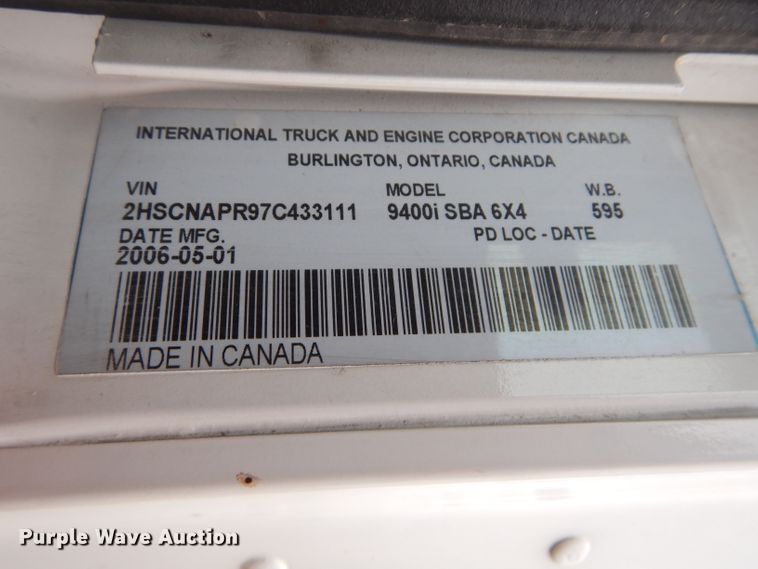 INTERNATIONAL TRUCK AND ENGINE CORPORATION CANADA
BURLINGTON, ONTARIO, CANADA
VIN MODEL W.B.
2HSCNAPR97C433111 9400i SBA 6X4 595
DATE MFG. PD LOC - DATE
2006-05-01
MADE IN CANADA
Purple Wave Auction